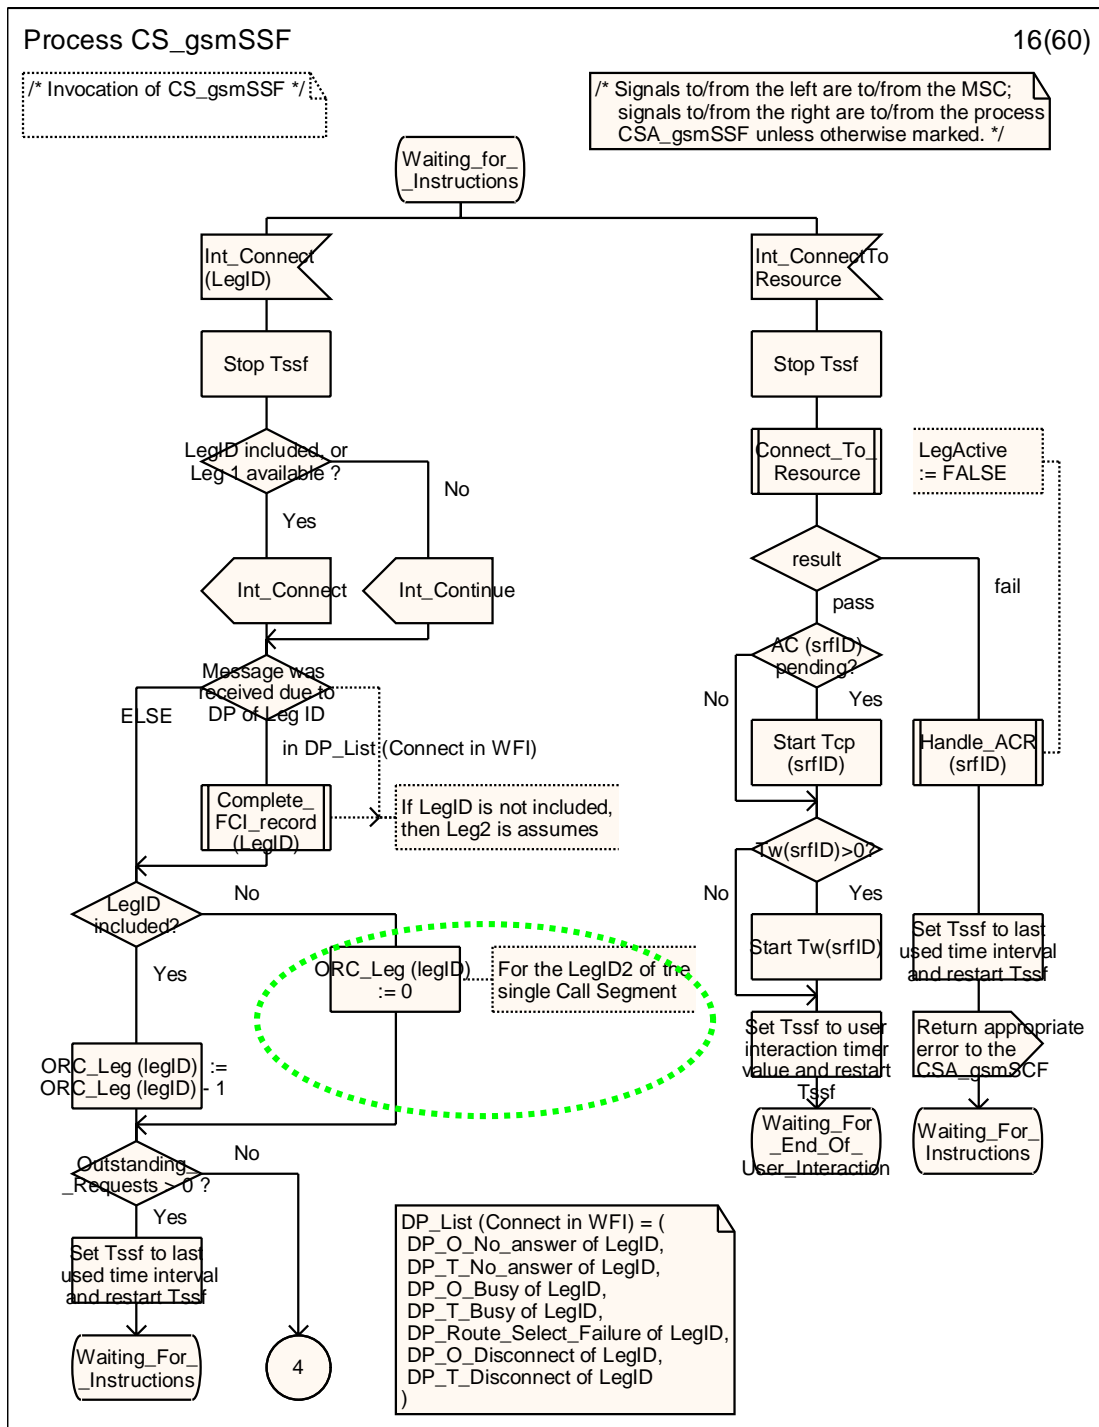 Process CS_gsmSSF
16(60)
/* Invocation of CS_gsmSSF */
/* Signals to/from the left are to/from the MSC;
signals to/from the right are to/from the process
CSA_gsmSSF unless otherwise marked. */
Waiting_for_
_Instructions
Int_Connect
(LegID)
Stop Tssf
LegID included, or
Leg 1 available ?
No
Yes
Int_Connect
Int_Continue
Message was
received due to
DP of Leg ID
ELSE
in DP_List (Connect in WFI)
Complete_
FCI_record
(LegID)
If LegID is not included,
then Leg2 is assumes
LegID
included?
No
Yes
ORC_Leg (legID)
:= 0
For the LegID2 of the
single Call Segment
ORC_Leg (legID) :=
ORC_Leg (legID) - 1
Outstanding_
_Requests > 0 ?
No
Yes
Set Tssf to last
used time interval
and restart Tssf
Waiting_For_
_Instructions
4
Int_ConnectTo
Resource
Stop Tssf
Connect_To_
Resource
LegActive
:= FALSE
result
pass
fail
AC (srfID)
pending?
No
Yes
Start Tcp
(srfID)
Handle_ACR
(srfID)
Tw(srfID)>0?
No
Yes
Start Tw(srfID)
Set Tssf to last
used time interval
and restart Tssf
Set Tssf to user
interaction timer
value and restart
Tssf
Return appropriate
error to the
CSA_gsmSCF
Waiting_For
_End_Of_
User_Interaction
Waiting_For_
Instructions
DP_List (Connect in WFI) = (
DP_O_No_answer of LegID,
DP_T_No_answer of LegID,
DP_O_Busy of LegID,
DP_T_Busy of LegID,
DP_Route_Select_Failure of LegID,
DP_O_Disconnect of LegID,
DP_T_Disconnect of LegID
)